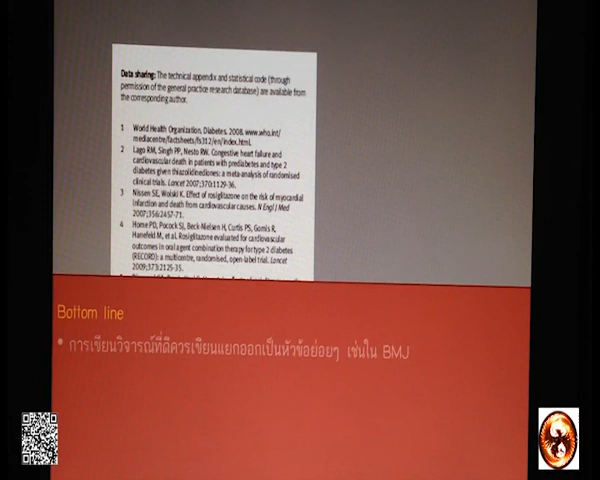 Data sharing: The technical appendix and statistical code (through
permission of the general practice research database) are available from
the corresponding author.
1 World Health Organization. Diabetes. 2008. www.who.int/
mediacentre/factsheets/fs312/en/index.html.
2 Lago RM, Singh PP, Nesto RW. Congestive heart failure and
cardiovascular death in patients with prediabetes and type 2
diabetes given thiazolidinediones: a meta-analysis of randomised
clinical trials. Lancet 2007;370:1129-36.
3 Nissen SE, Wolski K. Effect of rosiglitazone on the risk of myocardial
infarction and death from cardiovascular causes. N Engl J Med
2007;356:2457-71.
4 Home PD, Pocock SJ, Beck-Nielsen H, Curtis PS, Gomis R,
Hanefeld M, et al. Rosiglitazone evaluated for cardiovascular
outcomes in oral agent combination therapy for type 2 diabetes
(RECORD): a multicentre, randomised, open-label trial. Lancet
2009;373:2125-35.
Bottom line
• การเขียนวิจารณ์ที่ดีควรเขียนแยกออกเป็นหัวข้อย่อยๆ เช่นใน BMJ